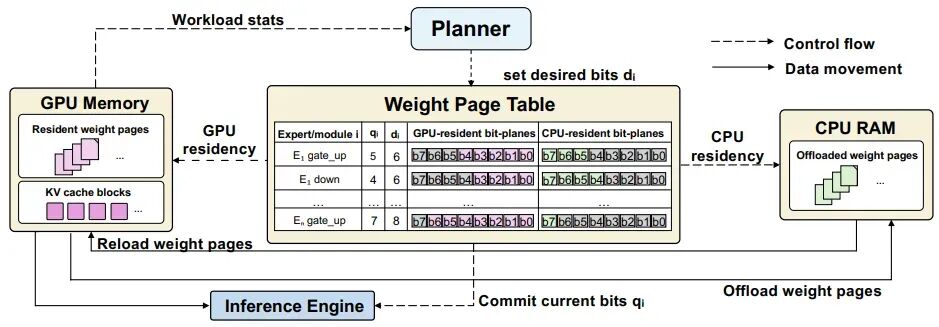 Workload stats
Planner
Control flow
Data movement
set desired bits dᵢ
GPU Memory
Resident weight pages
...
KV cache blocks
...
GPU
residency
Weight Page Table
Expert/module i qᵢ dᵢ GPU-resident bit-planes CPU-resident bit-planes
E₁ gate_up 5 6 b7 b6 b5 b4 b3 b2 b1 b0 b7 b6 b5 b4 b3 b2 b1 b0
E₁ down 4 6 b7 b6 b5 b4 b3 b2 b1 b0 b7 b6 b5 b4 b3 b2 b1 b0
... ... ... ... ...
Eₙ gate_up 7 8 b7 b6 b5 b4 b3 b2 b1 b0 b7 b6 b5 b4 b3 b2 b1 b0
CPU
residency
CPU RAM
Offloaded weight pages
...
Reload weight pages
Offload weight pages
Inference Engine
Commit current bits qᵢ